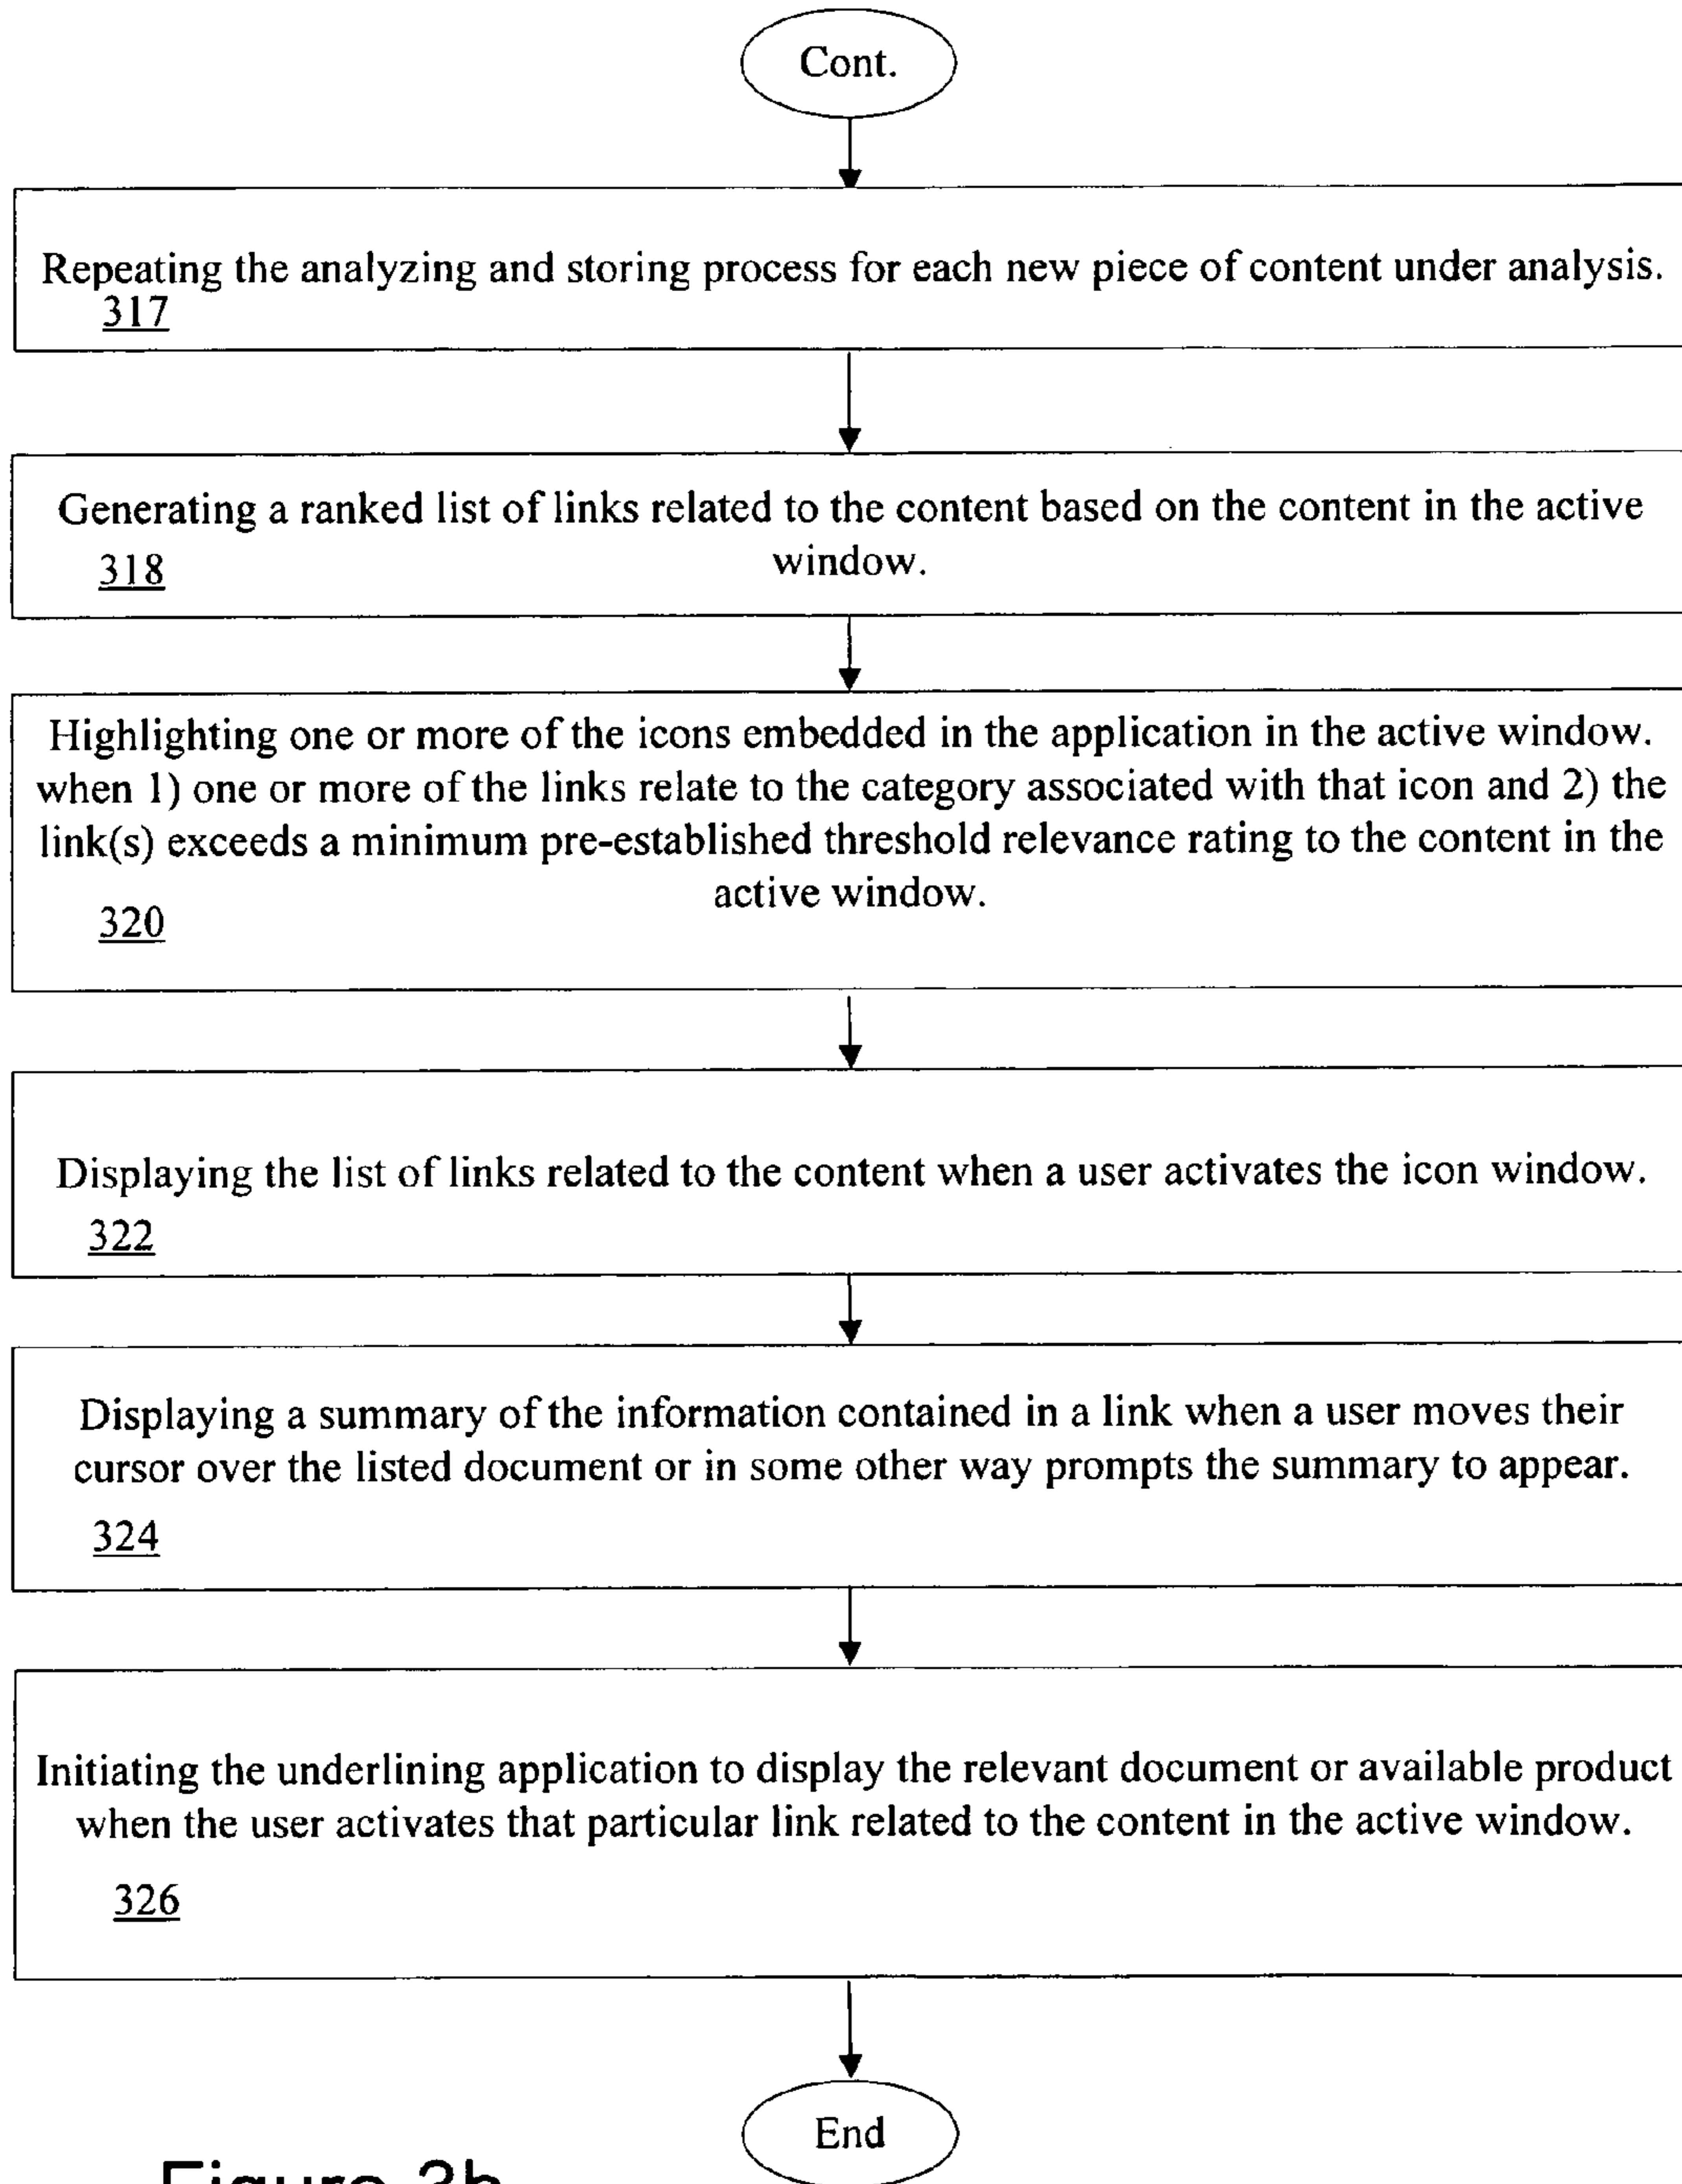 Cont.
Repeating the analyzing and storing process for each new piece of content under analysis.
317
Generating a ranked list of links related to the content based on the content in the active
window.
318
Highlighting one or more of the icons embedded in the application in the active window.
when 1) one or more of the links relate to the category associated with that icon and 2) the
link(s) exceeds a minimum pre-established threshold relevance rating to the content in the
active window.
320
Displaying the list of links related to the content when a user activates the icon window.
322
Displaying a summary of the information contained in a link when a user moves their
cursor over the listed document or in some other way prompts the summary to appear.
324
Initiating the underlining application to display the relevant document or available product
when the user activates that particular link related to the content in the active window.
326
End
Figure 3b